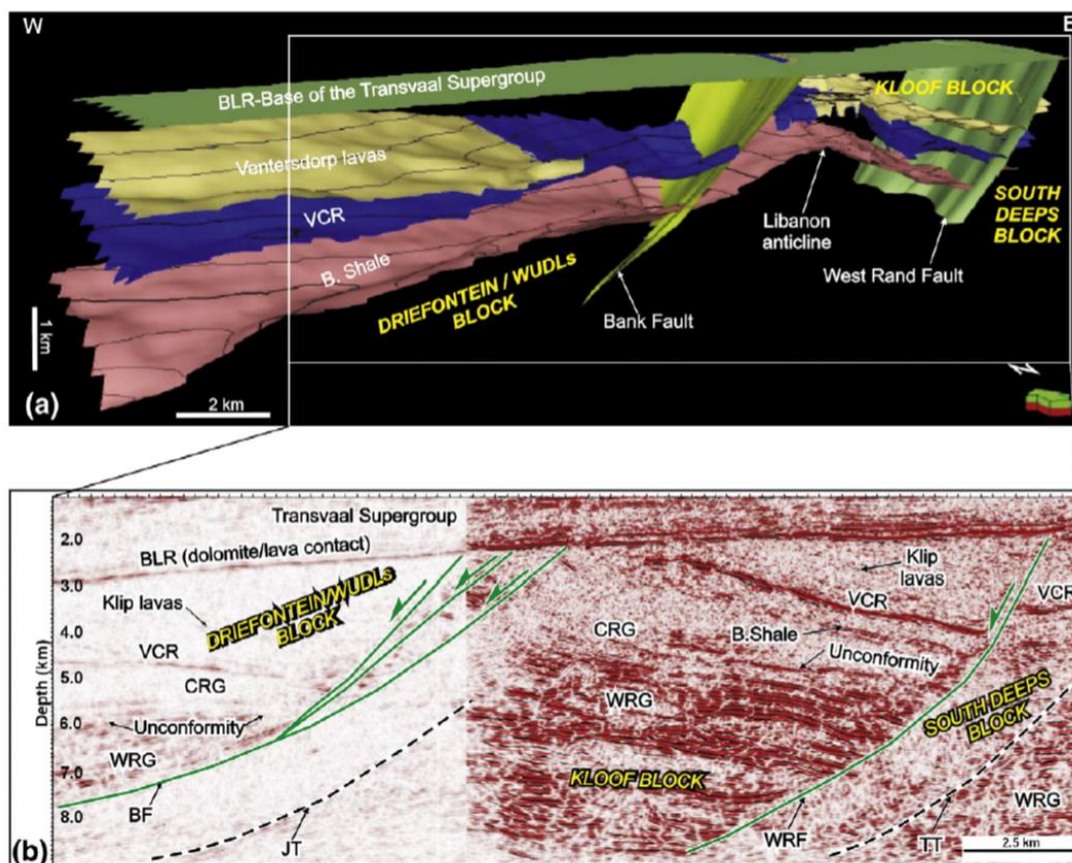 W
E
BLR-Base of the Transvaal Supergroup
KLOOF BLOCK
Ventersdorp lavas
VCR
SOUTH
DEEPS
BLOCK
Libanon
anticline
B. Shale
West Rand Fault
DRIEFONTEIN / WUDLs
BLOCK
Bank Fault
1 km
N
(a)
2 km
Transvaal Supergroup
2.0
BLR (dolomite/lava contact)
3.0
Klip lavas
DRIEFONTEIN/WUDLs
BLOCK
Klip
lavas
VCR
VCR
4.0
CRG
B.Shale
VCR
Unconformity
5.0
CRG
Depth (km)
Unconformity
6.0
WRG
SOUTH DEEPS
BLOCK
WRG
7.0
KLOOF BLOCK
WRG
8.0
BF
JT
WRF
TT
2.5 km
(b)